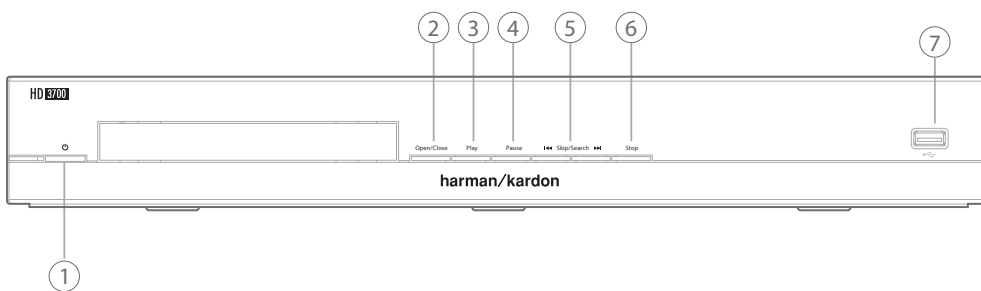 2 3 4 5 6
7
HD 3700
Open/Close Play Pause Skip/Search Stop
harman/kardon
1